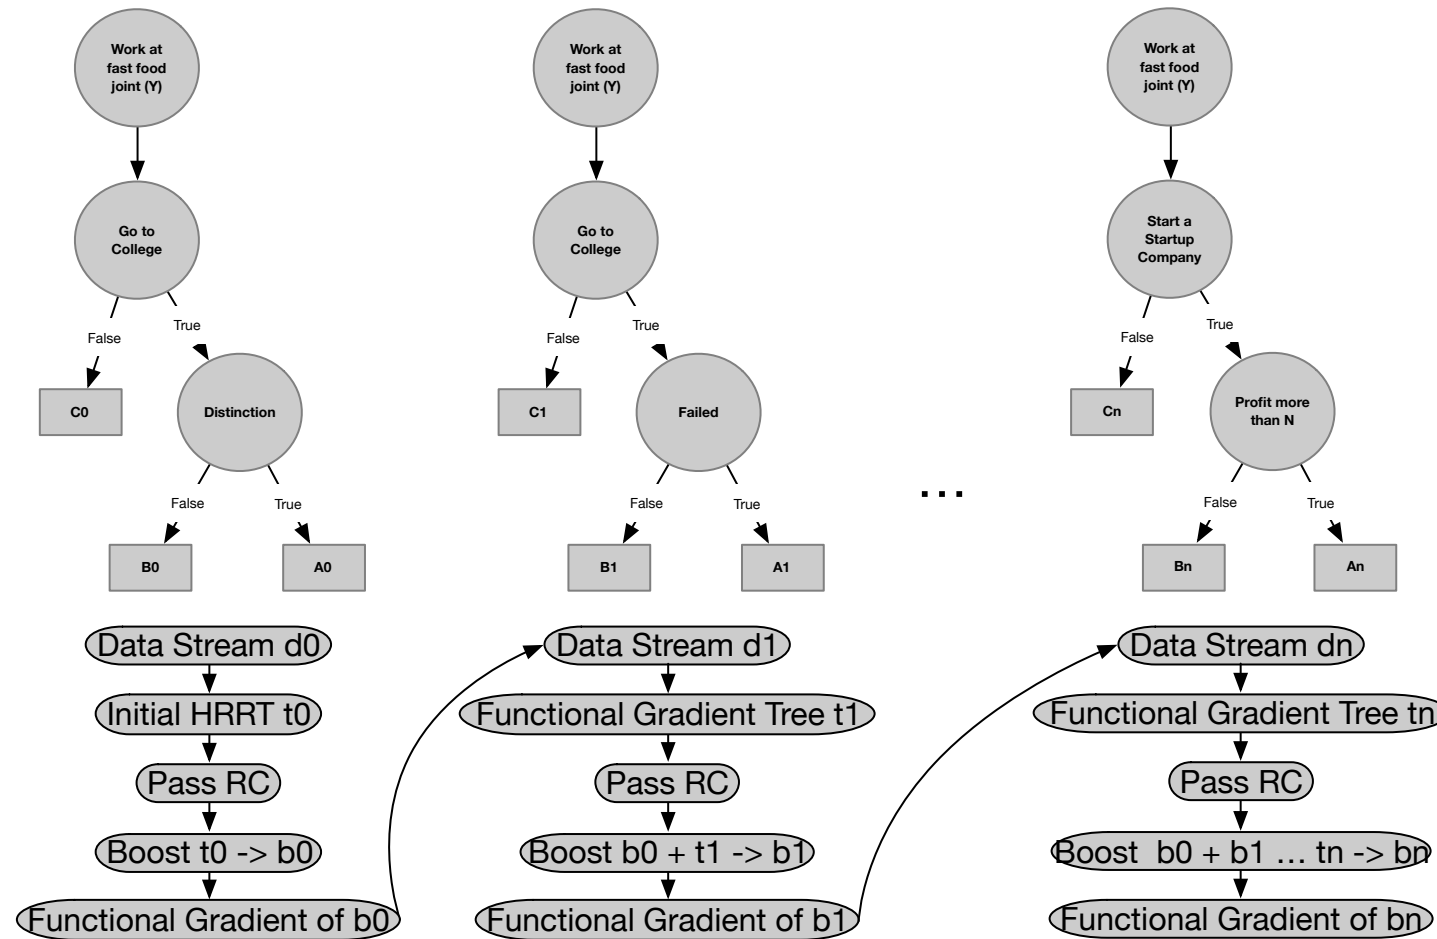 Work at
fast food
joint (Y)
Go to
College
False
True
C0
Distinction
False
True
B0
A0
Work at
fast food
joint (Y)
Go to
College
False
True
C1
Failed
False
True
B1
A1
...
Work at
fast food
joint (Y)
Start a
Startup
Company
False
True
Cn
Profit more
than N
False
True
Bn
An
Data Stream d0
Initial HRRT t0
Pass RC
Boost t0 -> b0
Functional Gradient of b0
Data Stream d1
Functional Gradient Tree t1
Pass RC
Boost b0 + t1 -> b1
Functional Gradient of b1
Data Stream dn
Functional Gradient Tree tn
Pass RC
Boost  b0 + b1 ... tn -> bn
Functional Gradient of bn